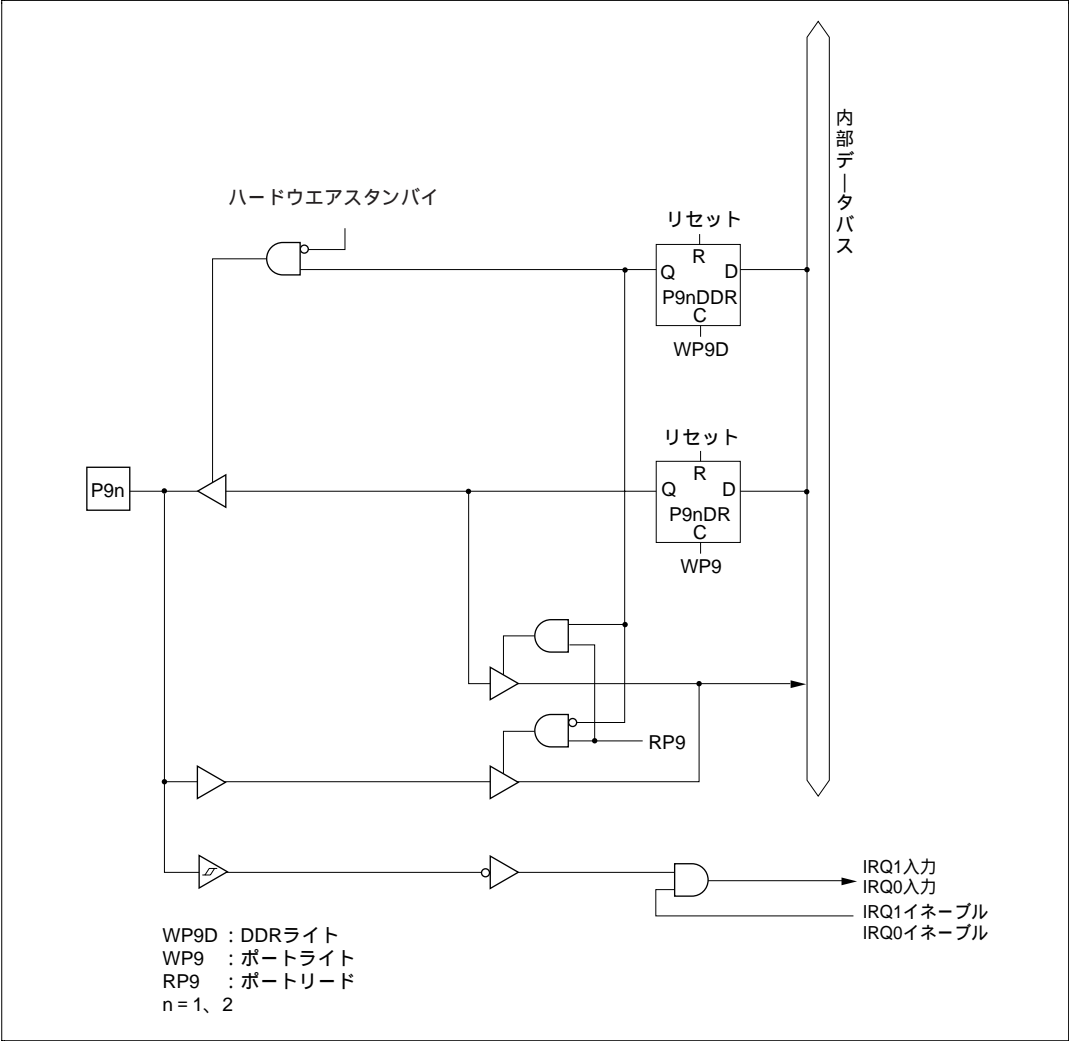 内部データバス
ハードウエアスタンバイ
リセット
R
Q D
P9nDDR
C
WP9D
リセット
R
P9n
Q D
P9nDR
C
WP9
RP9
IRQ1入力
IRQ0入力
IRQ1イネーブル
IRQ0イネーブル
WP9D : DDRライト
WP9 : ポートライト
RP9 : ポートリード
n = 1、2